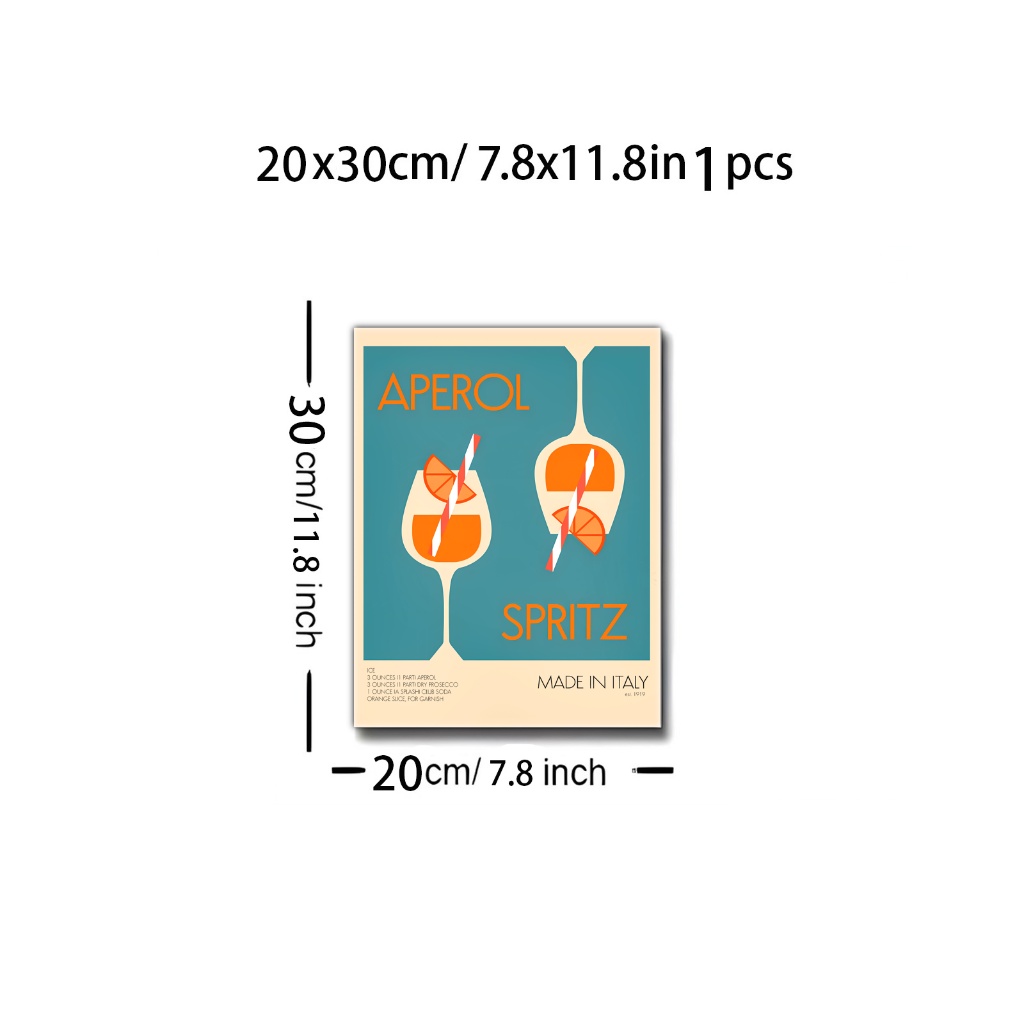 20x30cm/ 7.8x11.8in 1 pcs
30cm/11.8 inch
APEROL
SPRITZ
ICE
3 OUNCES (1 PART) APEROL
3 OUNCES (1 PART) DRY PROSECCO
1 OUNCE (A SPLASH) CLUB SODA
ORANGE SLICE, FOR GARNISH
MADE IN ITALY
est. 1919
20cm/ 7.8 inch